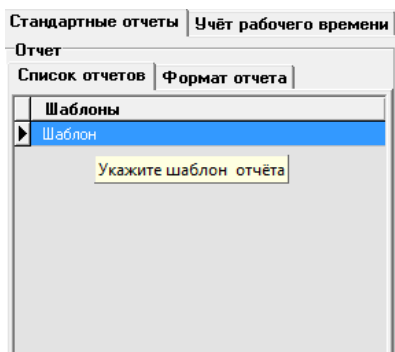 Стандартные отчеты Учёт рабочего времени
Отчет
Список отчетов Формат отчета
Шаблоны
Шаблон
Укажите шаблон отчёта